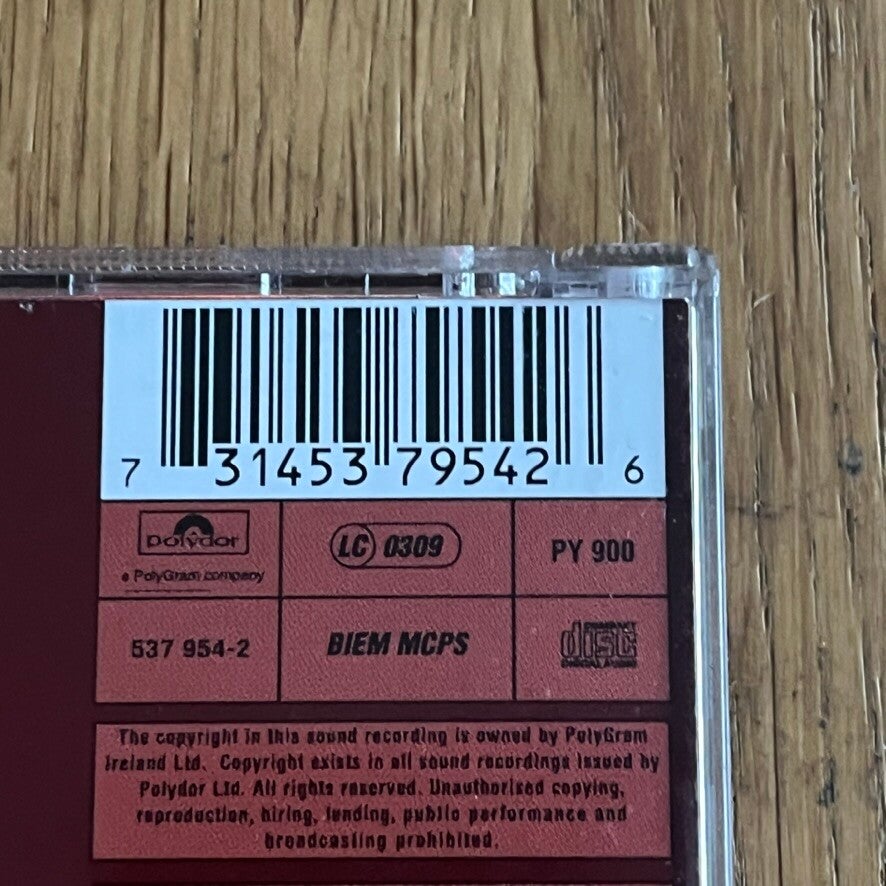 7 31453 79542 6
polydor
a PolyGram company
LC 0309
PY 900
537 954-2
BIEM MCPS
COMPACT
disc
DIGITAL AUDIO
The copyright in this sound recording is owned by PolyGram
Ireland Ltd. Copyright exists in all sound recordings issued by
Polydor Ltd. All rights reserved. Unauthorised copying,
reproduction, hiring, lending, public performance and
broadcasting prohibited.